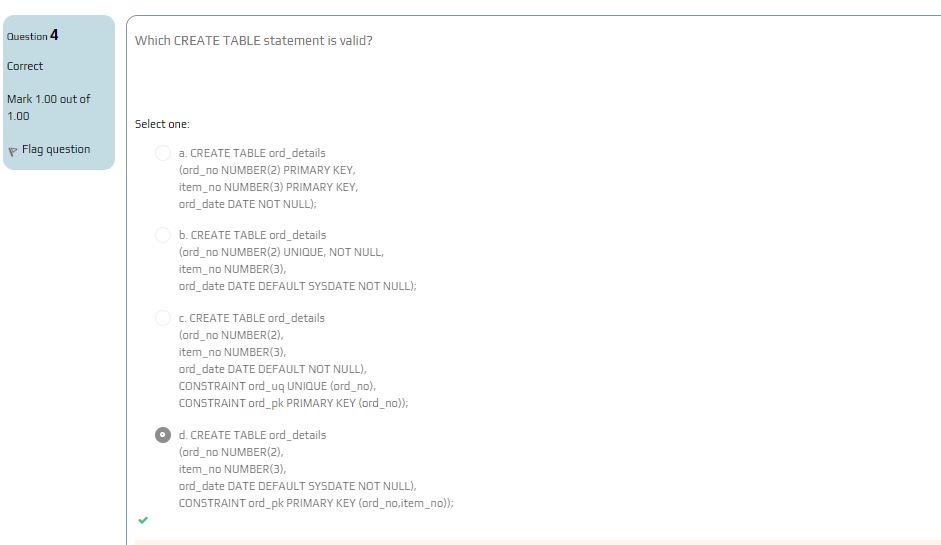 Question 4
Correct
Mark 1.00 out of
1.00
Flag question
Which CREATE TABLE statement is valid?
Select one:
a. CREATE TABLE ord_details
(ord_no NUMBER(2) PRIMARY KEY,
item_no NUMBER(3) PRIMARY KEY,
ord_date DATE NOT NULL);
b. CREATE TABLE ord_details
(ord_no NUMBER(2) UNIQUE, NOT NULL,
item_no NUMBER(3),
ord_date DATE DEFAULT SYSDATE NOT NULL);
c. CREATE TABLE ord_details
(ord_no NUMBER(2),
item_no NUMBER(3),
ord_date DATE DEFAULT NOT NULL),
CONSTRAINT ord_uq UNIQUE (ord_no),
CONSTRAINT ord_pk PRIMARY KEY (ord_no));
d. CREATE TABLE ord_details
(ord_no NUMBER(2),
item_no NUMBER(3),
ord_date DATE DEFAULT SYSDATE NOT NULL),
CONSTRAINT ord_pk PRIMARY KEY (ord_no,item_no));